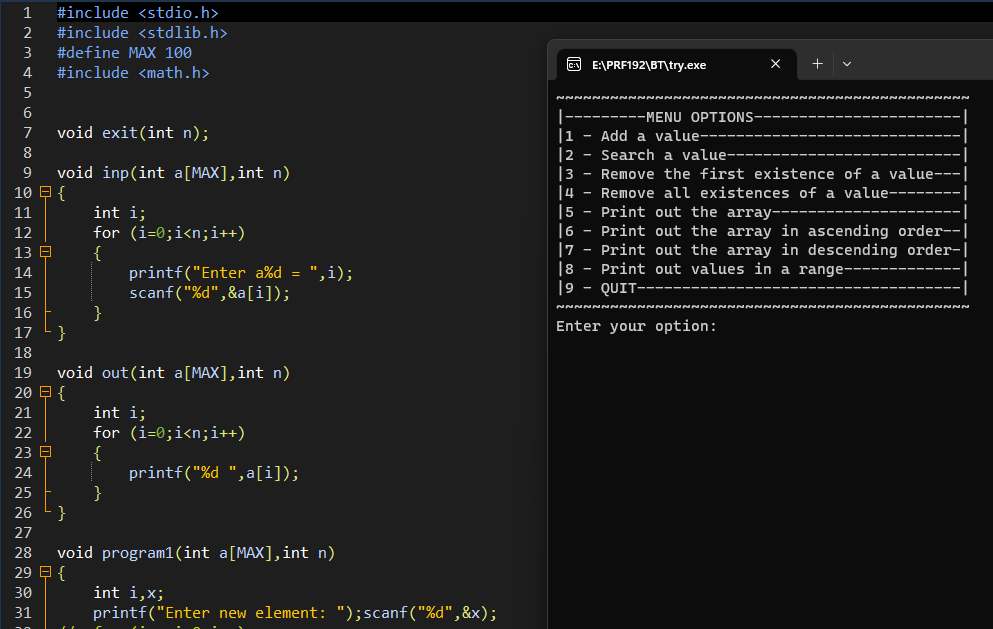 1 #include <stdio.h>
2 #include <stdlib.h>
3 #define MAX 100
4 #include <math.h>
5
6
7 void exit(int n);
8
9 void inp(int a[MAX],int n)
10 {
11 int i;
12 for (i=0;i<n;i++)
13 {
14 printf("Enter a%d = ",i);
15 scanf("%d",&a[i]);
16 }
17 }
18
19 void out(int a[MAX],int n)
20 {
21 int i;
22 for (i=0;i<n;i++)
23 {
24 printf("%d ",a[i]);
25 }
26 }
27
28 void program1(int a[MAX],int n)
29 {
30 int i,x;
31 printf("Enter new element: ");scanf("%d",&x);
E:\PRF192\BT\try.exe
~~~~~~~~~~~~~~~~~~~~~~~~~~~~~~~~~~~~~~~~~~~~~~
|---------MENU OPTIONS-----------------------|
|1 - Add a value-----------------------------|
|2 - Search a value--------------------------|
|3 - Remove the first existence of a value---|
|4 - Remove all existences of a value--------|
|5 - Print out the array---------------------|
|6 - Print out the array in ascending order--|
|7 - Print out the array in descending order-|
|8 - Print out values in a range-------------|
|9 - QUIT------------------------------------|
~~~~~~~~~~~~~~~~~~~~~~~~~~~~~~~~~~~~~~~~~~~~~~
Enter your option: